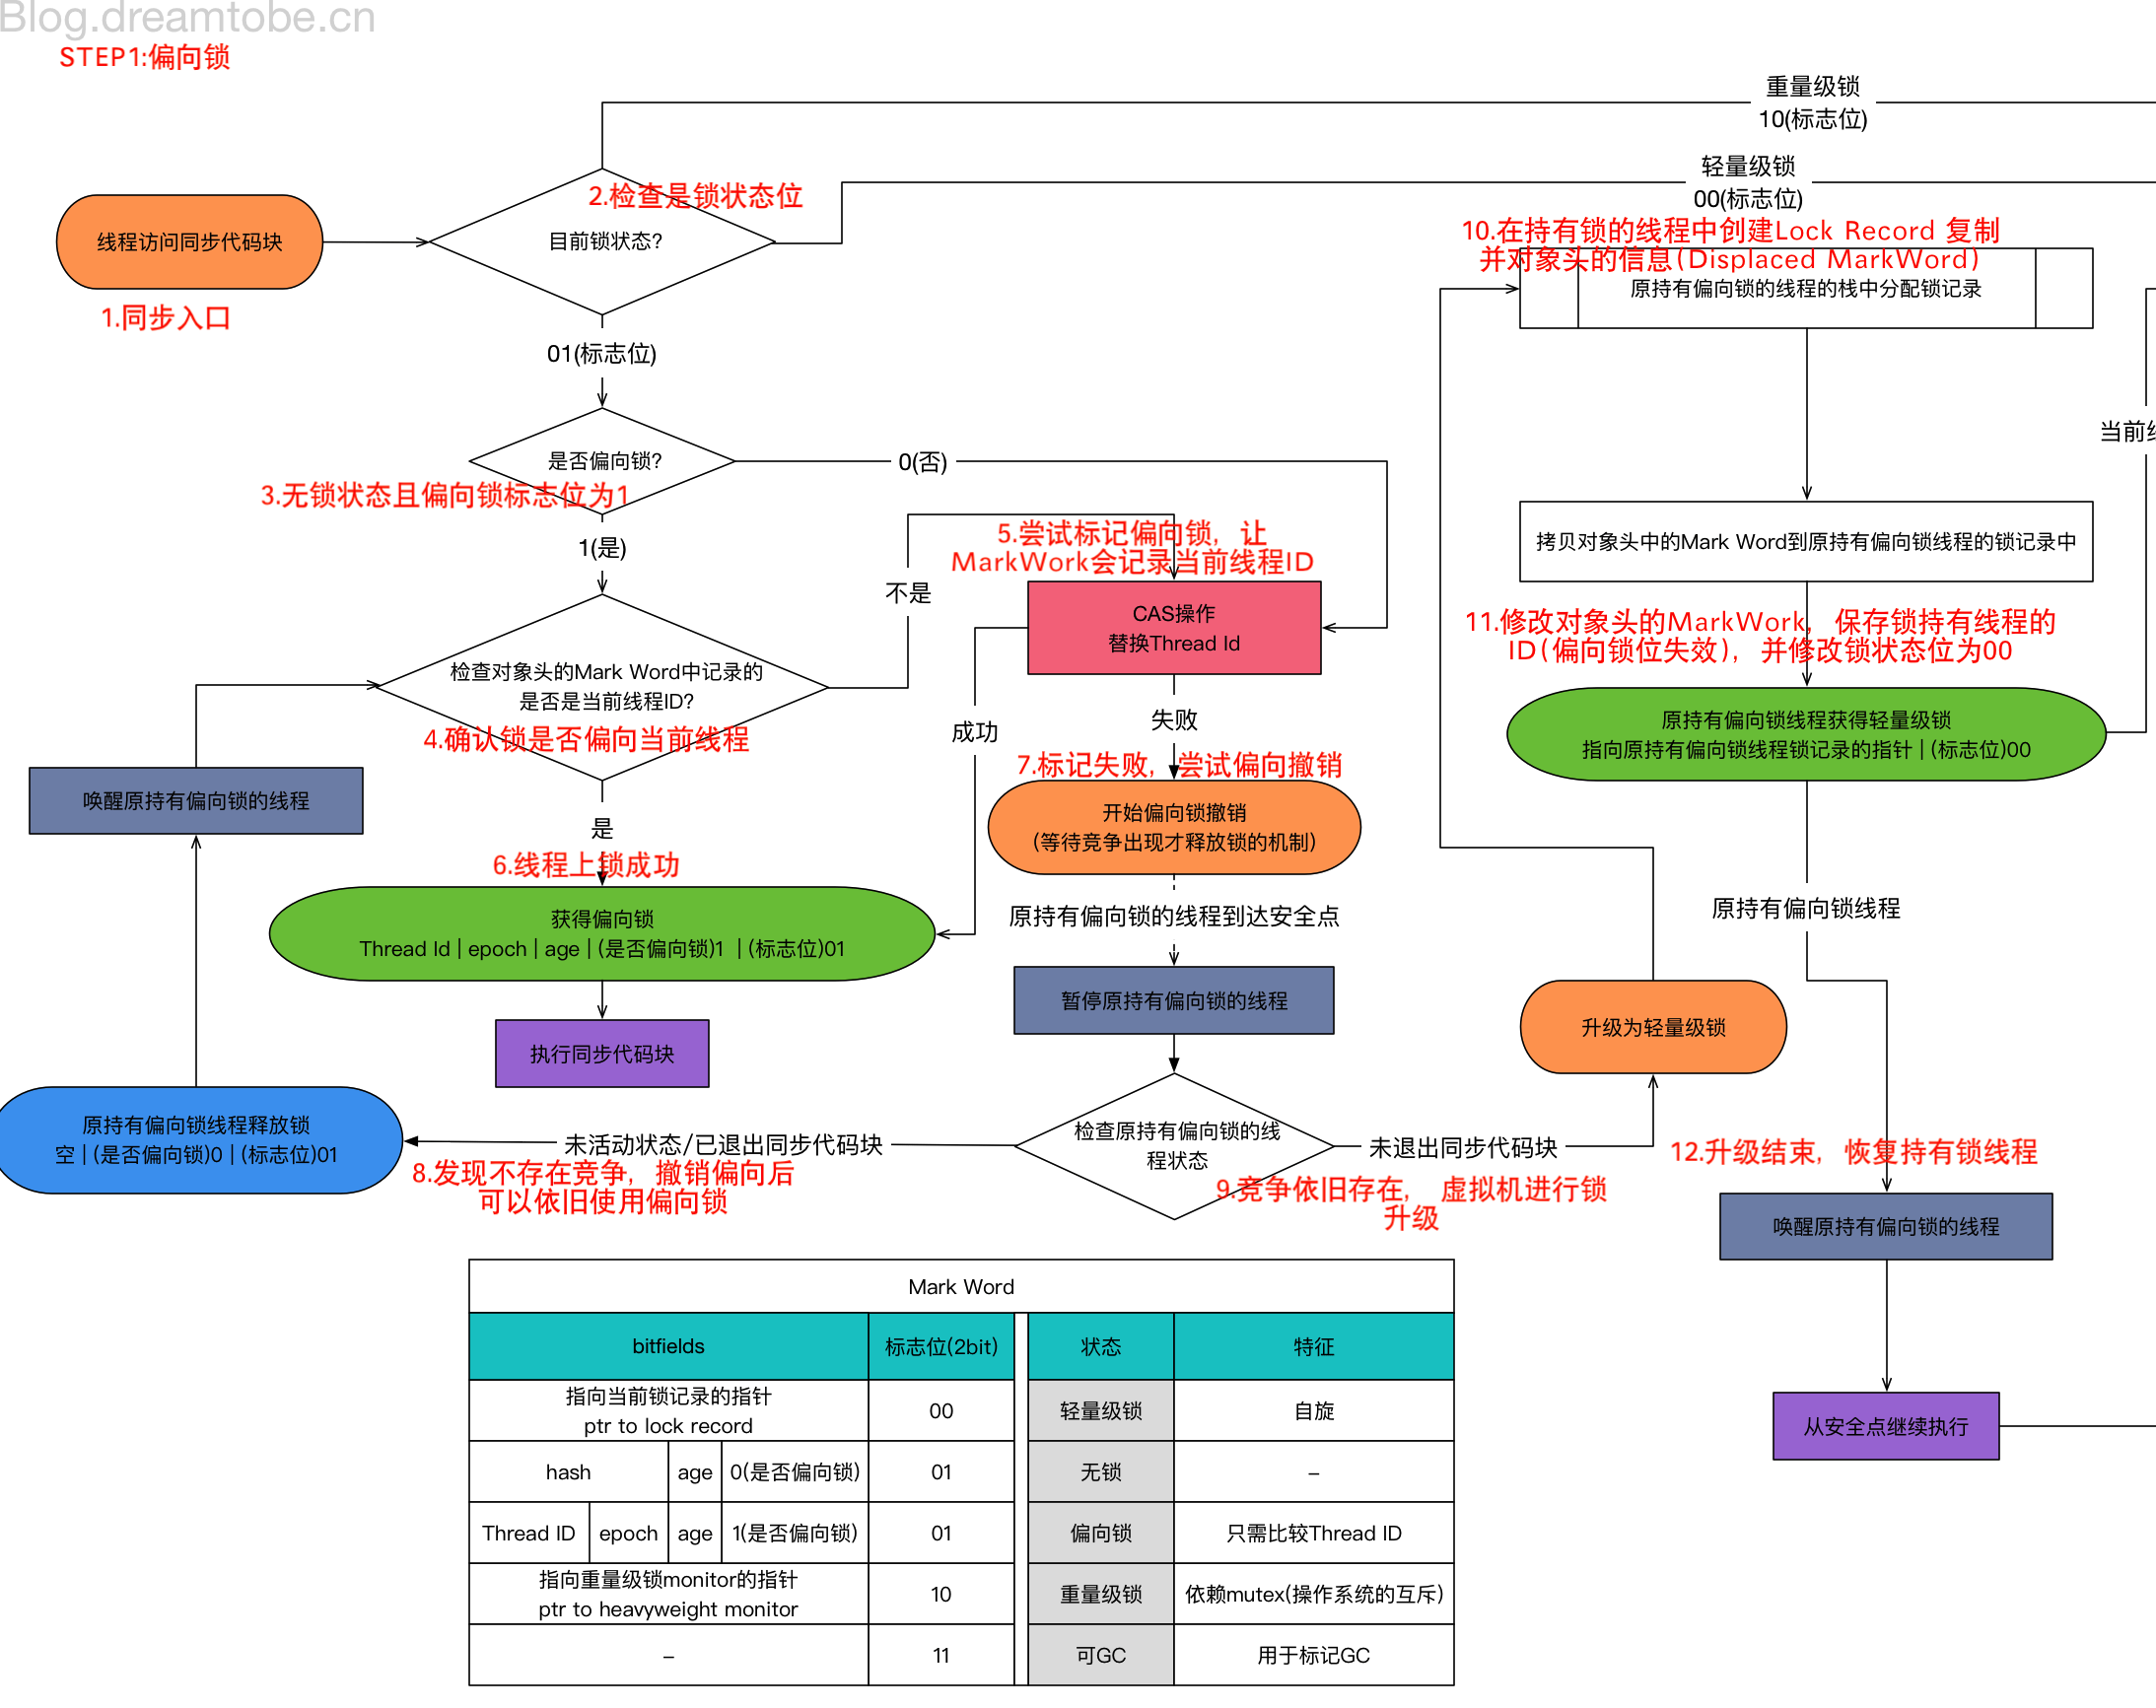 Blog.dreamtobe.cn
STEP1:偏向锁
重量级锁
10(标志位)
轻量级锁
00(标志位)
2.检查是锁状态位
线程访问同步代码块
目前锁状态?
1.同步入口
10.在持有锁的线程中创建Lock Record 复制
并对象头的信息(Displaced MarkWord)
原持有偏向锁的线程的栈中分配锁记录
01(标志位)
当前
是否偏向锁?
0(否)
3.无锁状态且偏向锁标志位为1
1(是)
5.尝试标记偏向锁，让
MarkWork会记录当前线程ID
拷贝对象头中的Mark Word到原持有偏向锁线程的锁记录中
不是
CAS操作
替换Thread Id
11.修改对象头的MarkWork，保存锁持有线程的
ID(偏向锁位失效)，并修改锁状态位为00
检查对象头的Mark Word中记录的
是否是当前线程ID?
4.确认锁是否偏向当前线程
成功
失败
原持有偏向锁线程获得轻量级锁
指向原持有偏向锁线程锁记录的指针 | (标志位)00
7.标记失败，尝试偏向撤销
唤醒原持有偏向锁的线程
开始偏向锁撤销
(等待竞争出现才释放锁的机制)
是
6.线程上锁成功
获得偏向锁
Thread Id | epoch | age | (是否偏向锁)1 | (标志位)01
原持有偏向锁的线程到达安全点
原持有偏向锁线程
暂停原持有偏向锁的线程
升级为轻量级锁
执行同步代码块
原持有偏向锁线程释放锁
空 | (是否偏向锁)0 | (标志位)01
未活动状态/已退出同步代码块
检查原持有偏向锁的线
程状态
未退出同步代码块
8.发现不存在竞争，撤销偏向后
可以依旧使用偏向锁
9.竞争依旧存在， 虚拟机进行锁
升级
12.升级结束，恢复持有锁线程
唤醒原持有偏向锁的线程
从安全点继续执行
Mark Word
bitfields 标志位(2bit) 状态 特征
指向当前锁记录的指针
ptr to lock record
00 轻量级锁 自旋
hash age 0(是否偏向锁) 01 无锁 –
Thread ID epoch age 1(是否偏向锁) 01 偏向锁 只需比较Thread ID
指向重量级锁monitor的指针
ptr to heavyweight monitor
10 重量级锁 依赖mutex(操作系统的互斥)
– 11 可GC 用于标记GC